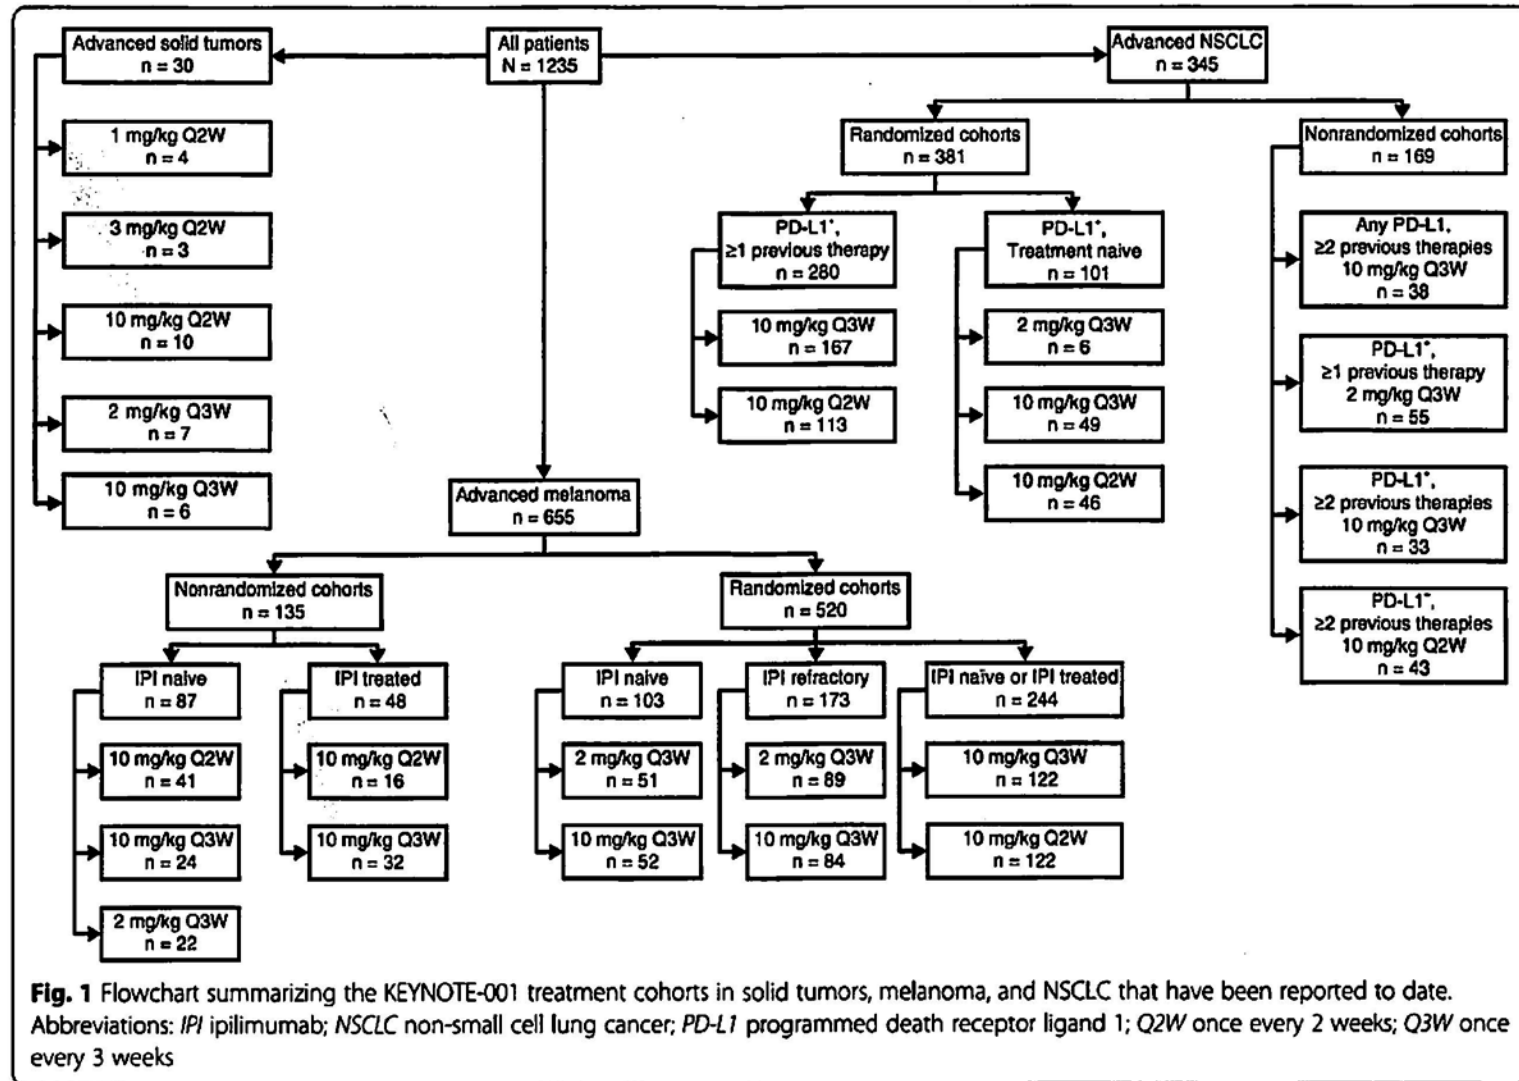 Advanced solid tumors
n = 30
All patients
N = 1235
Advanced NSCLC
n = 345
1 mg/kg Q2W
n = 4
3 mg/kg Q2W
n = 3
10 mg/kg Q2W
n = 10
2 mg/kg Q3W
n = 7
10 mg/kg Q3W
n = 6
Randomized cohorts
n = 381
PD-L1+,
≥1 previous therapy
n = 280
10 mg/kg Q3W
n = 167
10 mg/kg Q2W
n = 113
PD-L1+,
Treatment naive
n = 101
2 mg/kg Q3W
n = 6
10 mg/kg Q3W
n = 49
10 mg/kg Q2W
n = 46
Nonrandomized cohorts
n = 169
Any PD-L1,
≥2 previous therapies
10 mg/kg Q3W
n = 38
PD-L1+,
≥1 previous therapy
2 mg/kg Q3W
n = 55
PD-L1+,
≥2 previous therapies
10 mg/kg Q3W
n = 33
PD-L1+,
≥2 previous therapies
10 mg/kg Q2W
n = 43
Advanced melanoma
n = 655
Nonrandomized cohorts
n = 135
IPI naive
n = 87
10 mg/kg Q2W
n = 41
10 mg/kg Q3W
n = 24
2 mg/kg Q3W
n = 22
IPI treated
n = 48
10 mg/kg Q2W
n = 16
10 mg/kg Q3W
n = 32
Randomized cohorts
n = 520
IPI naive
n = 103
2 mg/kg Q3W
n = 51
10 mg/kg Q3W
n = 52
IPI refractory
n = 173
2 mg/kg Q3W
n = 89
10 mg/kg Q3W
n = 84
IPI naïve or IPI treated
n = 244
10 mg/kg Q3W
n = 122
10 mg/kg Q2W
n = 122
Fig. 1 Flowchart summarizing the KEYNOTE-001 treatment cohorts in solid tumors, melanoma, and NSCLC that have been reported to date.
Abbreviations: IPI ipilimumab; NSCLC non-small cell lung cancer; PD-L1 programmed death receptor ligand 1; Q2W once every 2 weeks; Q3W once
every 3 weeks